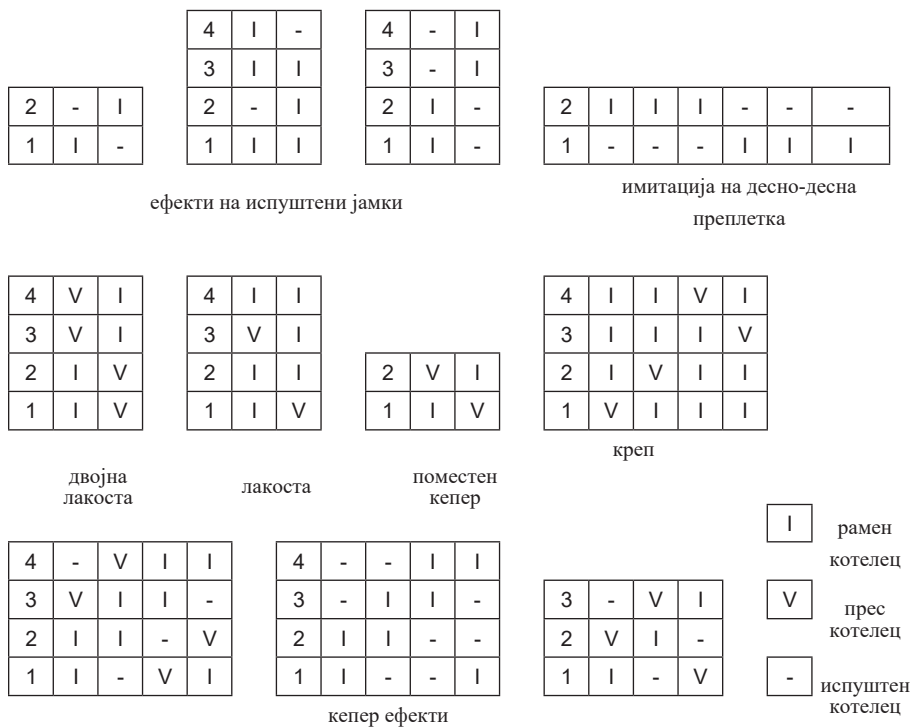 4 I -
3 I I
2 - I
1 I I
4 - I
3 - I
2 I -
1 I -
2 - I
1 I -
2 I I I - - -
1 - - - I I I
ефекти на испуштени јамки
имитација на десно-десна
преплетка
4 V I
3 V I
2 I V
1 I V
4 I I
3 V I
2 I I
1 I V
2 V I
1 I V
4 I I V I
3 I I I V
2 I V I I
1 V I I I
двојна
лакоста
лакоста
поместен
кепер
креп
4 - V I I
3 V I I -
2 I I - V
1 I - V I
4 - - I I
3 - I I -
2 I I - -
1 I - - I
3 - V I
2 V I -
1 I - V
кепер ефекти
I рамен
котелец
V прес
котелец
- испуштен
котелец